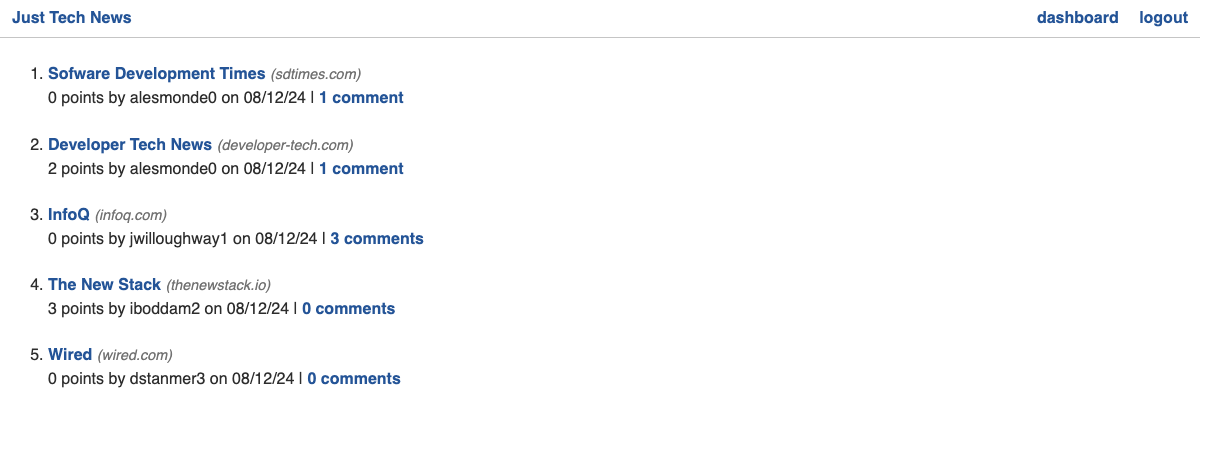 Just Tech News dashboard logout
1. Sofware Development Times (sdtimes.com)
0 points by alesmonde0 on 08/12/24 | 1 comment
2. Developer Tech News (developer-tech.com)
2 points by alesmonde0 on 08/12/24 | 1 comment
3. InfoQ (infoq.com)
0 points by jwilloughway1 on 08/12/24 | 3 comments
4. The New Stack (thenewstack.io)
3 points by iboddam2 on 08/12/24 | 0 comments
5. Wired (wired.com)
0 points by dstanmer3 on 08/12/24 | 0 comments